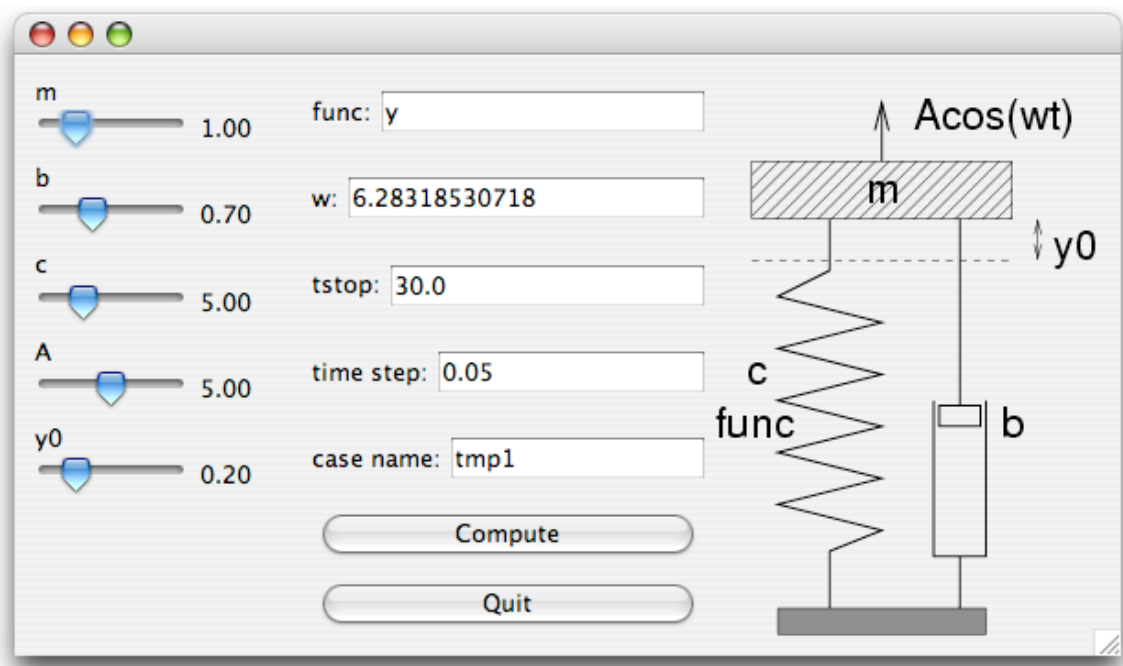 m
1.00
b
0.70
c
5.00
A
5.00
y0
0.20
func: y
w: 6.28318530718
tstop: 30.0
time step: 0.05
case name: tmp1
Compute
Quit
Acos(wt)
m
y0
c
func
b